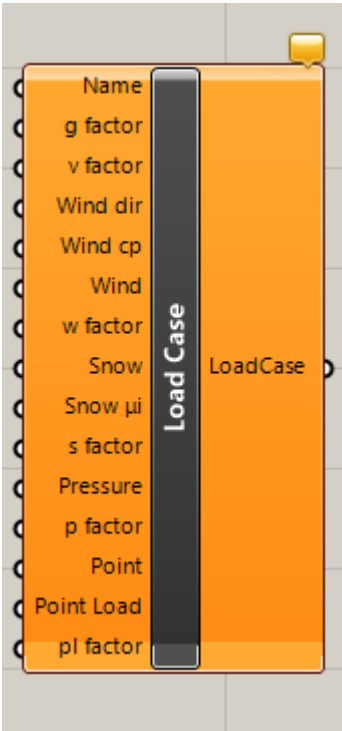 Name
g factor
v factor
Wind dir
Wind cp
Wind
w factor
Snow
Snow µi
s factor
Pressure
p factor
Point
Point Load
pl factor
Load Case
LoadCase